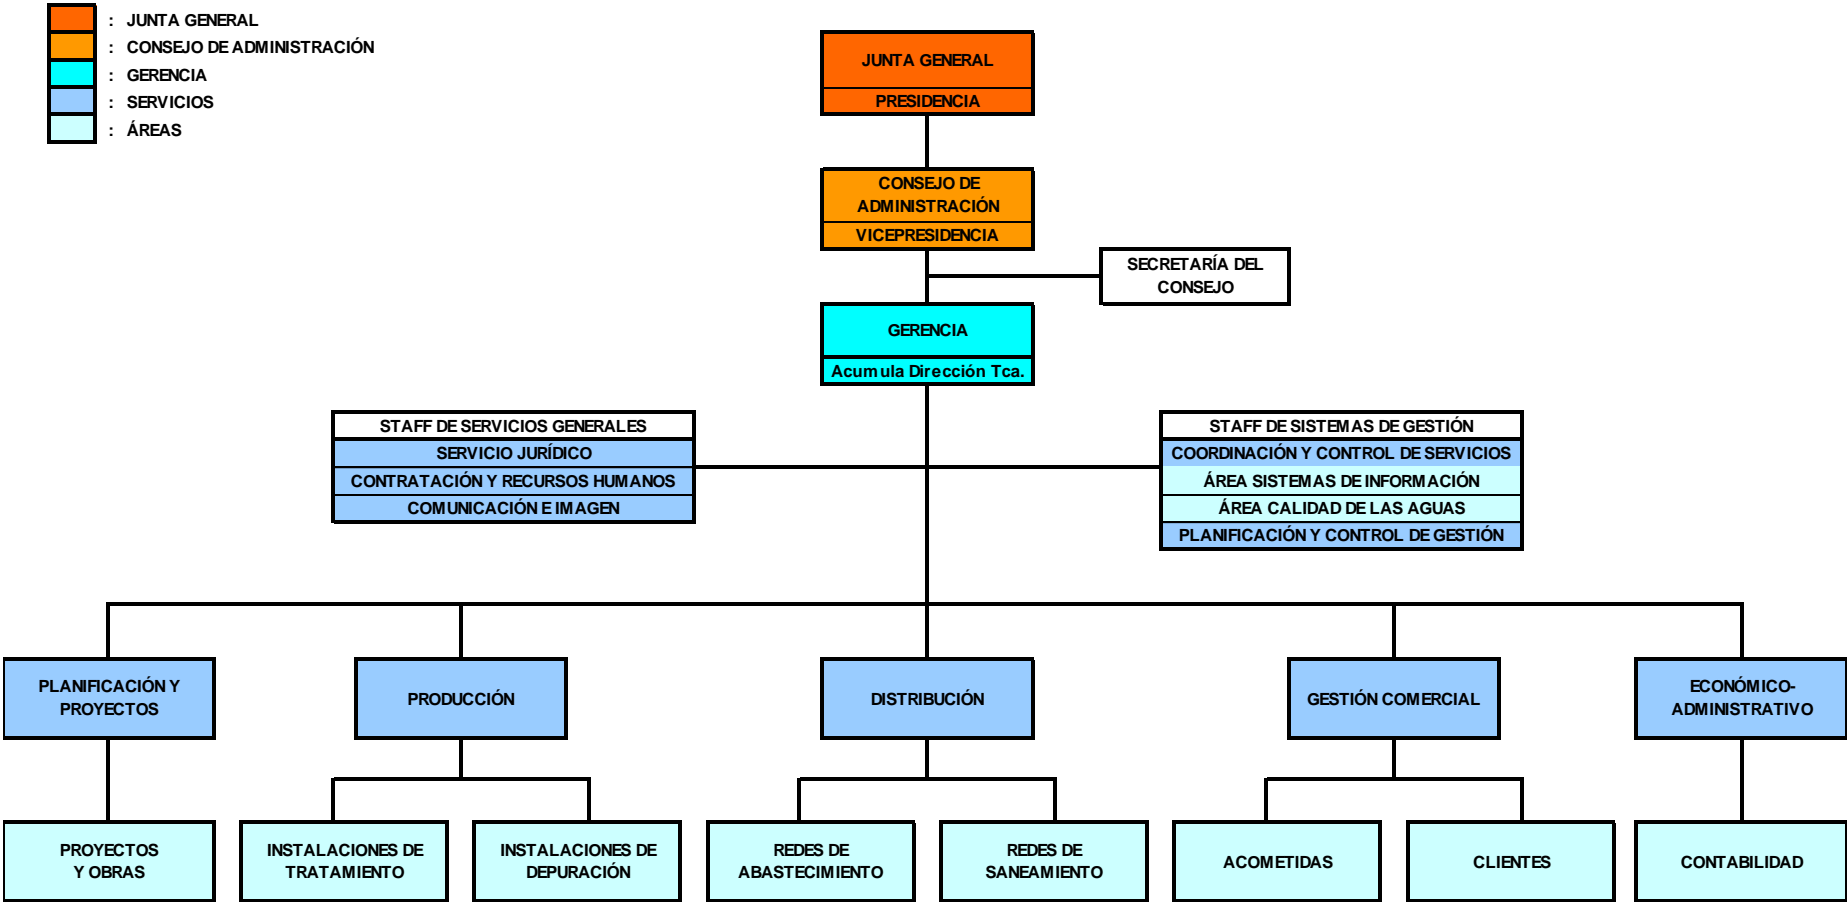 : JUNTA GENERAL
: CONSEJO DE ADMINISTRACIÓN
: GERENCIA
: SERVICIOS
: ÁREAS
JUNTA GENERAL
PRESIDENCIA
CONSEJO DE
ADMINISTRACIÓN
VICEPRESIDENCIA
SECRETARÍA DEL
CONSEJO
GERENCIA
Acumula Dirección Tca.
STAFF DE SERVICIOS GENERALES
SERVICIO JURÍDICO
CONTRATACIÓN Y RECURSOS HUMANOS
COMUNICACIÓN E IMAGEN
STAFF DE SISTEMAS DE GESTIÓN
COORDINACIÓN Y CONTROL DE SERVICIOS
ÁREA SISTEMAS DE INFORMACIÓN
ÁREA CALIDAD DE LAS AGUAS
PLANIFICACIÓN Y CONTROL DE GESTIÓN
PLANIFICACIÓN Y
PROYECTOS
PRODUCCIÓN
DISTRIBUCIÓN
GESTIÓN COMERCIAL
ECONÓMICO-
ADMINISTRATIVO
PROYECTOS
Y OBRAS
INSTALACIONES DE
TRATAMIENTO
INSTALACIONES DE
DEPURACIÓN
REDES DE
ABASTECIMIENTO
REDES DE
SANEAMIENTO
ACOMETIDAS
CLIENTES
CONTABILIDAD